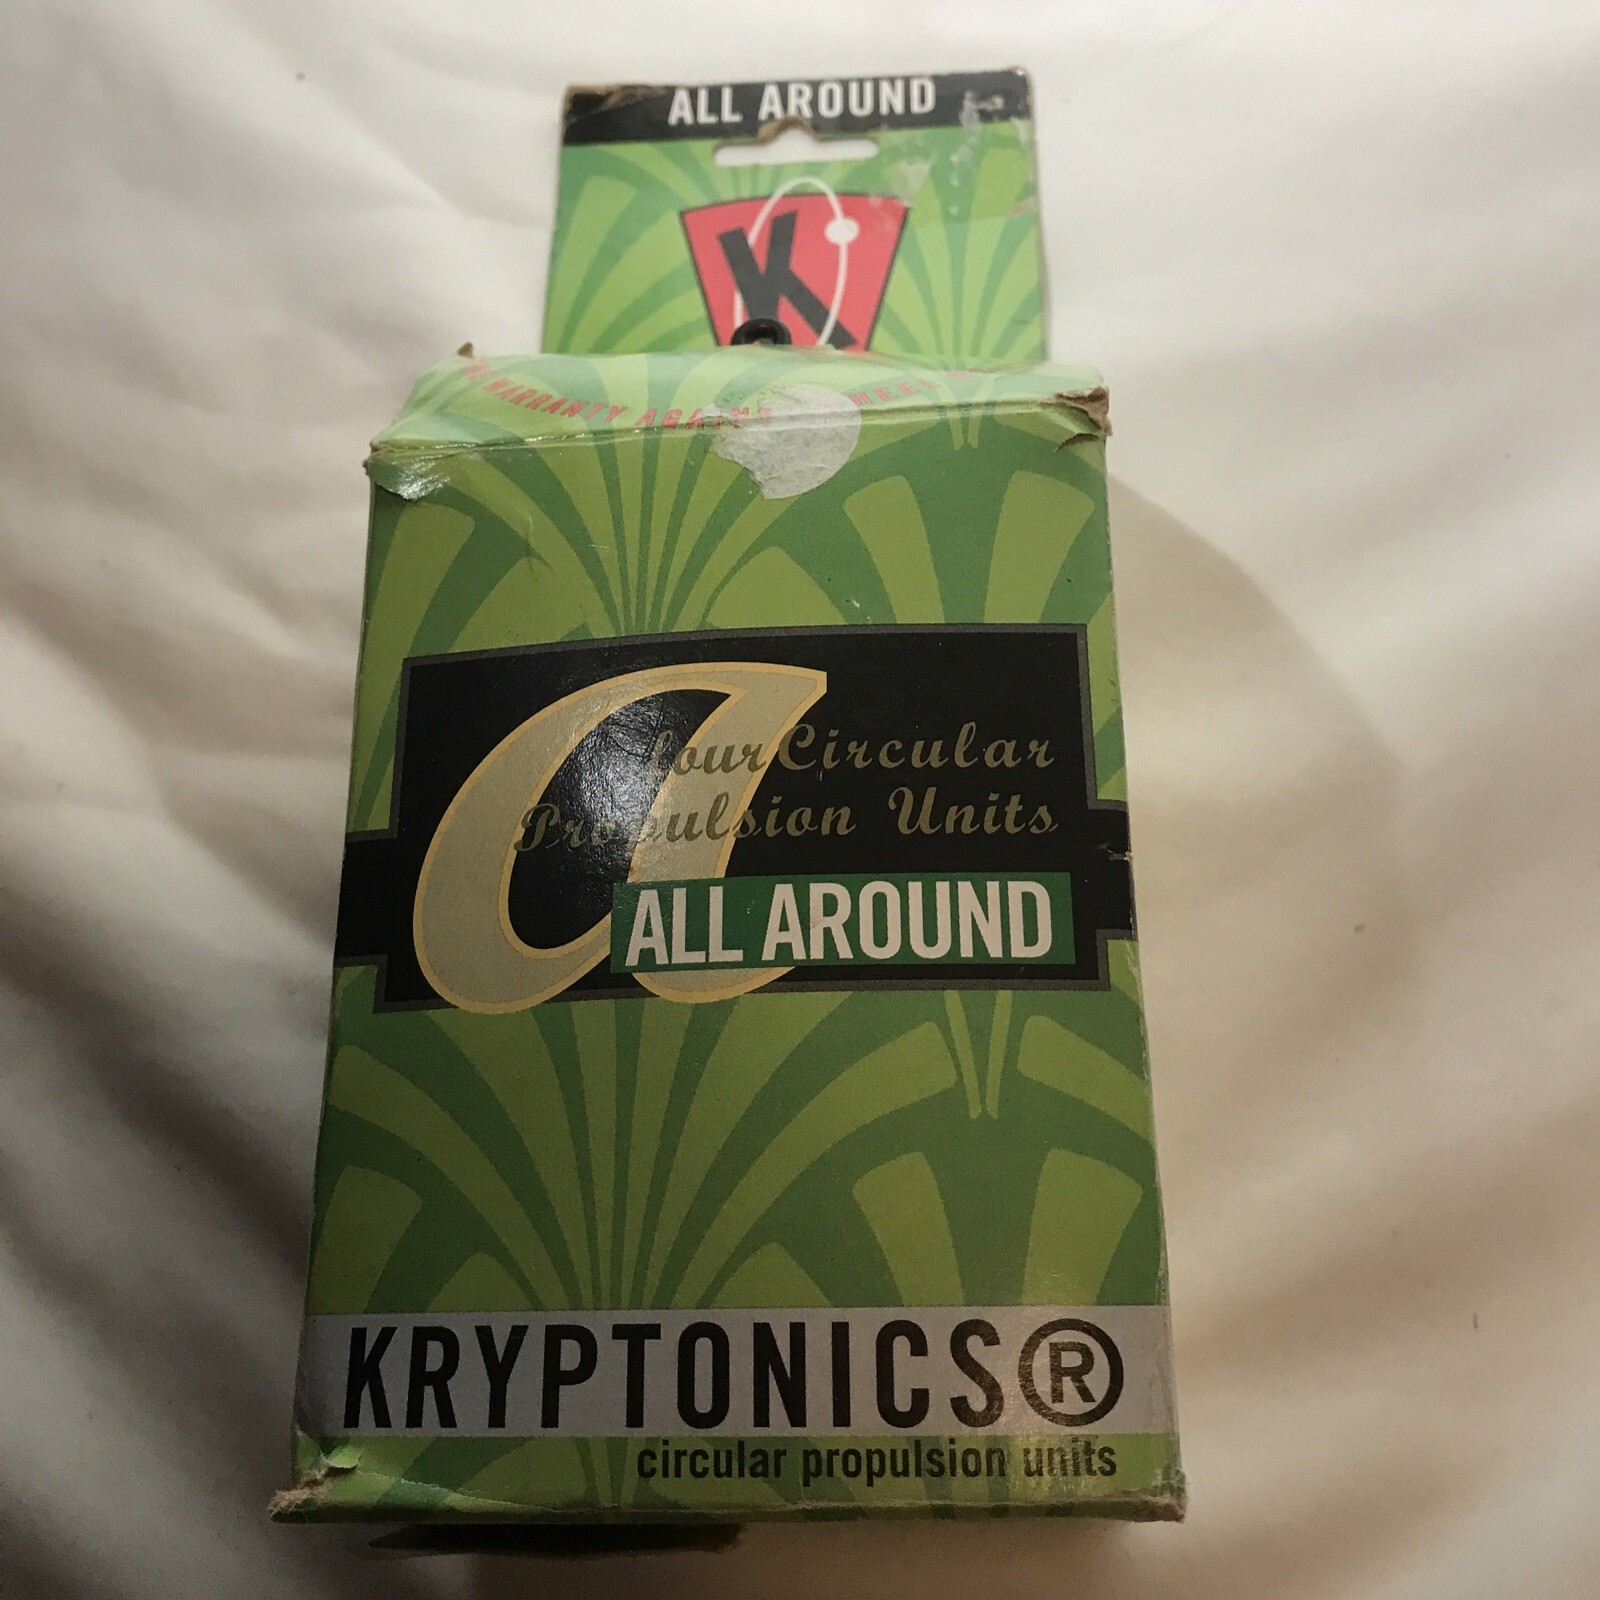 ALL AROUND
K
WARRANTY AGAINST
four Circular
Propulsion Units
ALL AROUND
KRYPTONICS®
circular propulsion units